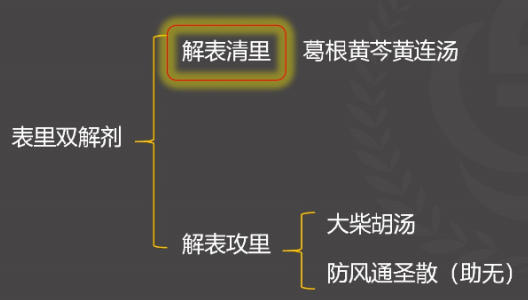 解表清里 葛根黄芩黄连汤
表里双解剂
解表攻里
大柴胡汤
防风通圣散（助无）